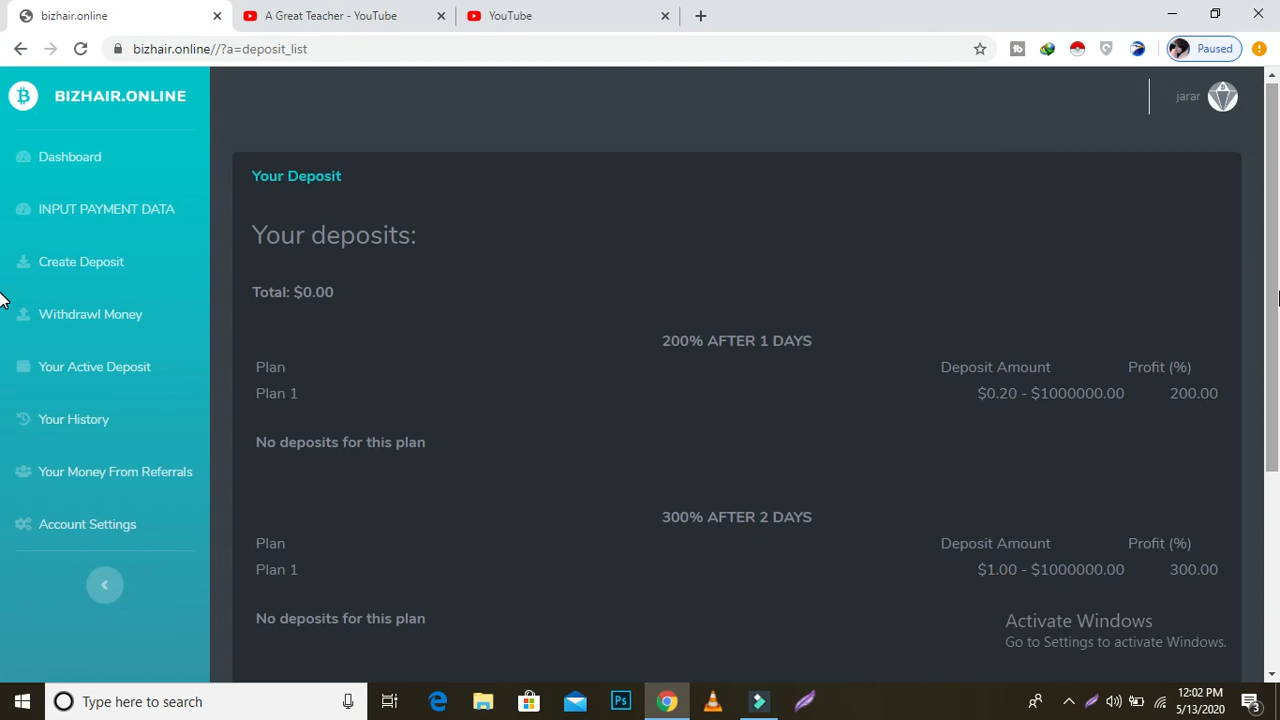 bizhair.online
A Great Teacher - YouTube
YouTube
bizhair.online//?a=deposit_list
Paused
BIZHAIR.ONLINE
jarar
Dashboard
INPUT PAYMENT DATA
Create Deposit
Withdrawl Money
Your Active Deposit
Your History
Your Money From Referrals
Account Settings
Your Deposit
Your deposits:
Total: $0.00
200% AFTER 1 DAYS
Plan Deposit Amount Profit (%)
Plan 1 $0.20 - $1000000.00 200.00
No deposits for this plan
300% AFTER 2 DAYS
Plan Deposit Amount Profit (%)
Plan 1 $1.00 - $1000000.00 300.00
No deposits for this plan
Activate Windows
Go to Settings to activate Windows.
Type here to search
Ps
12:02 PM
5/13/2020
3